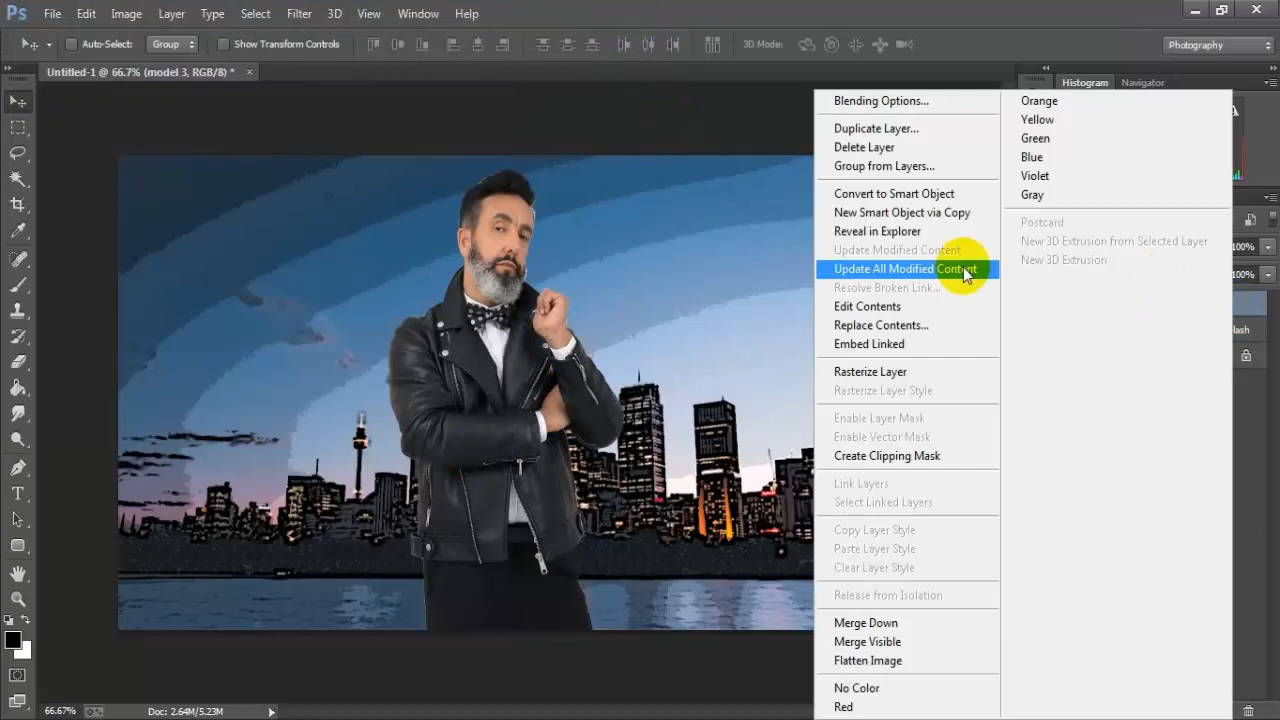 Ps File Edit Image Layer Type Select Filter 3D View Window Help
Auto-Select: Group Show Transform Controls 3D Mode: Photography
Untitled-1 @ 66.7% (model 3, RGB/8) * ×
Histogram Navigator
Blending Options...
Duplicate Layer...
Delete Layer
Group from Layers...
Convert to Smart Object
New Smart Object via Copy
Reveal in Explorer
Update Modified Content
Update All Modified Content
Resolve Broken Link...
Edit Contents
Replace Contents...
Embed Linked
Rasterize Layer
Rasterize Layer Style
Enable Layer Mask
Enable Vector Mask
Create Clipping Mask
Link Layers
Select Linked Layers
Copy Layer Style
Paste Layer Style
Clear Layer Style
Release from Isolation
Merge Down
Merge Visible
Flatten Image
No Color
Red
Orange
Yellow
Green
Blue
Violet
Gray
Postcard
New 3D Extrusion from Selected Layer
New 3D Extrusion
00%
00%
lash
66.67% Doc: 2.64M/5.23M